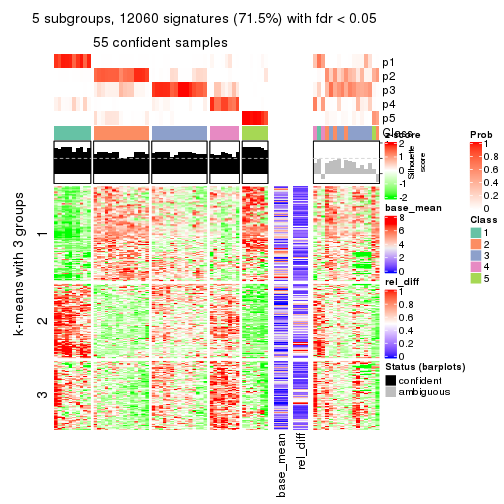 5 subgroups, 12060 signatures (71.5%) with fdr < 0.05
55 confident samples
p1
p2
p3
p4
p5
Class
Silhouette
score
k-means with 3 groups
1
2
3
base_mean
rel_diff
z-score
2
1
0
-1
-2
base_mean
8
6
4
2
0
rel_diff
1
0.8
0.6
0.4
0.2
0
Status (barplots)
confident
ambiguous
Prob
1
0.8
0.6
0.4
0.2
0
Class
1
2
3
4
5